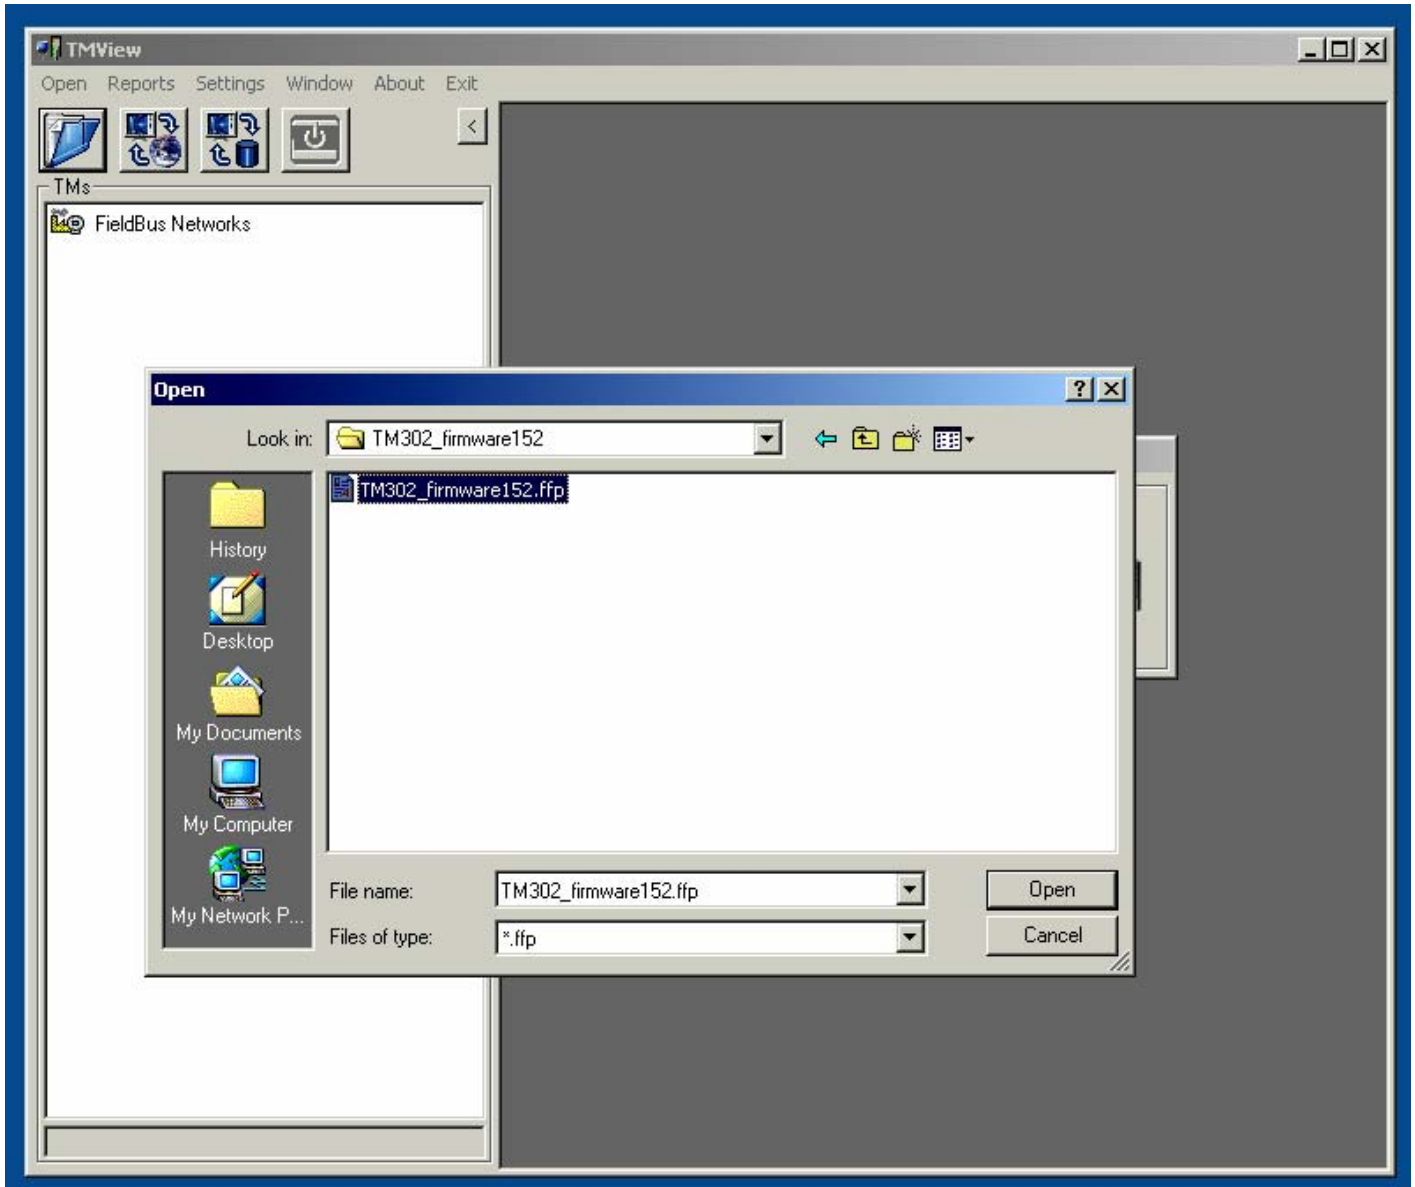 TMView
Open Reports Settings Window About Exit
<
TMs
FieldBus Networks
Open
Look in: TM302_firmware152
TM302_firmware152.ffp
History
Desktop
My Documents
My Computer
My Network P...
File name: TM302_firmware152.ffp Open
Files of type: *.ffp Cancel